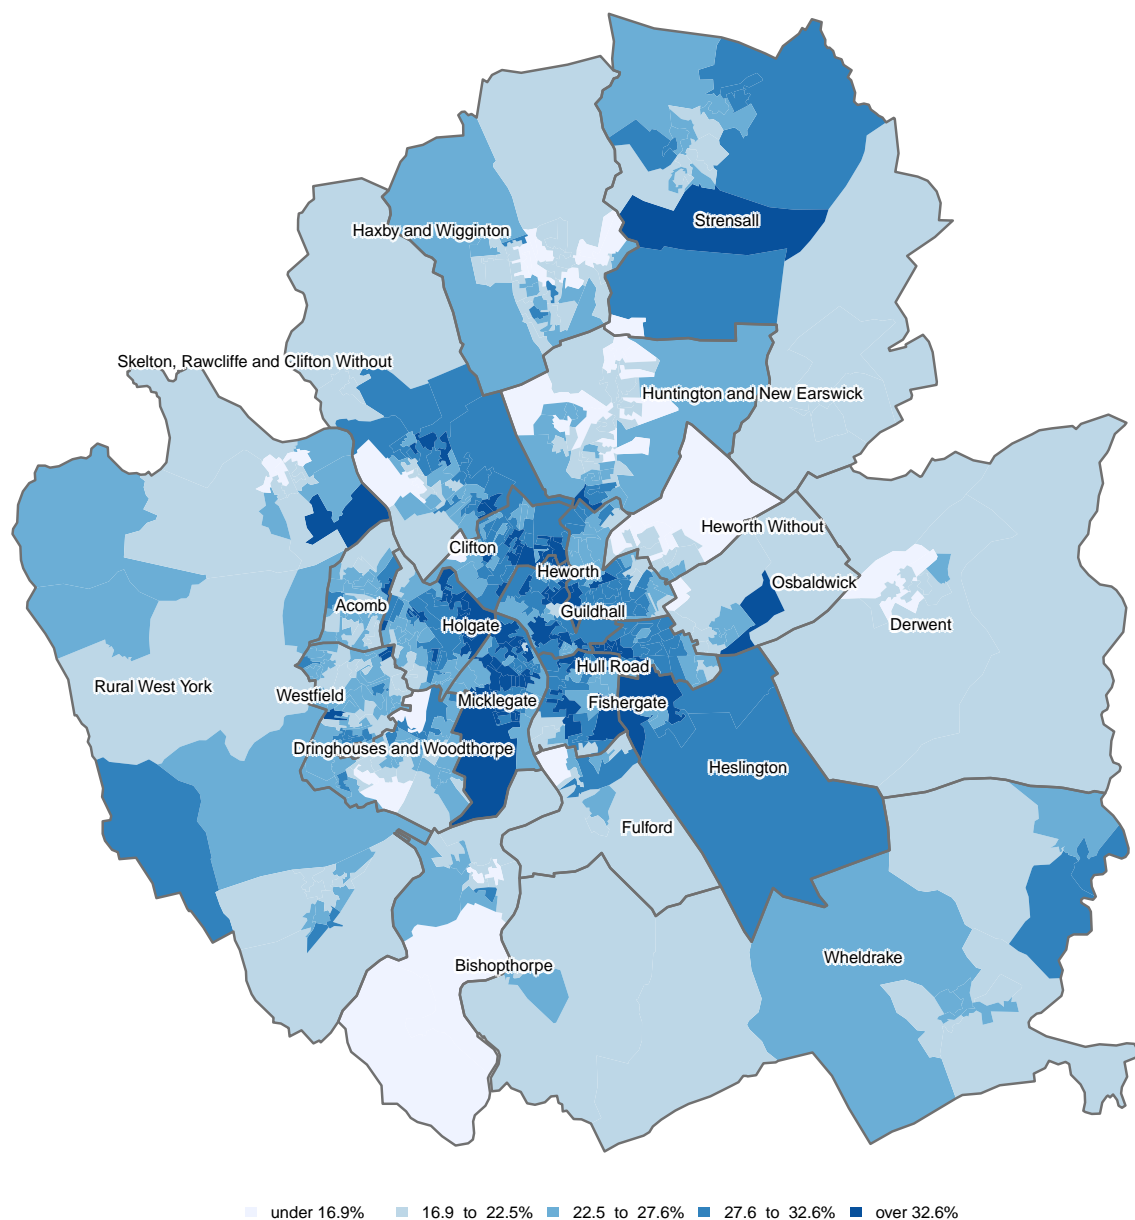 Strensall
Haxby and Wigginton
Skelton, Rawcliffe and Clifton Without
Huntington and New Earswick
Heworth Without
Clifton
Heworth
Osbaldwick
Acomb
Guildhall
Holgate
Derwent
Hull Road
Rural West York
Westfield
Micklegate
Fishergate
Dringhouses and Woodthorpe
Heslington
Fulford
Wheldrake
Bishopthorpe
under 16.9% 16.9 to 22.5% 22.5 to 27.6% 27.6 to 32.6% over 32.6%